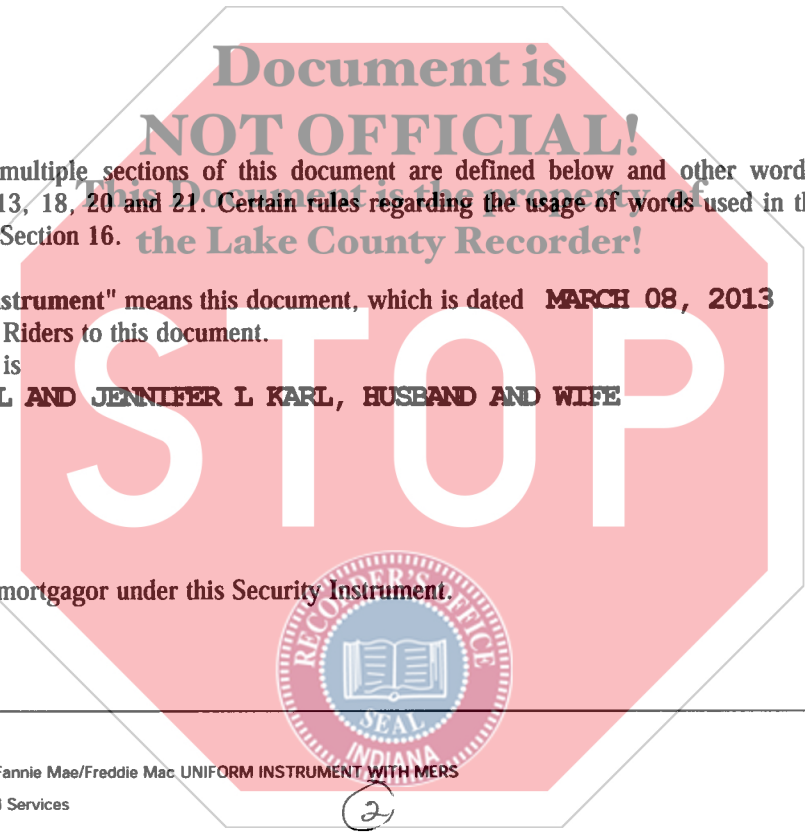 Document is
NOT OFFICIAL!
multiple sections of this document are defined below and other word
This Document is the property of
13, 18, 20 and 21. Certain rules regarding the usage of words used in th
Section 16.
the Lake County Recorder!
strument" means this document, which is dated MARCH 08, 2013
Riders to this document.
is
L AND JENNIFER L KARL, HUSBAND AND WIFE
STOP
mortgagor under this Security Instrument.
RECORDER'S OFFICE
SEAL
INDIANA
Fannie Mae/Freddie Mac UNIFORM INSTRUMENT WITH MERS
Services
2